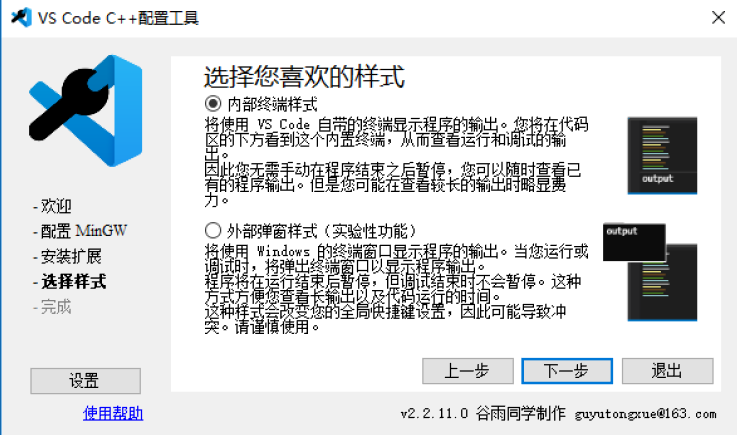 VS Code C++配置工具
选择您喜欢的样式
内部终端样式
将使用 VS Code 自带的终端显示程序的输出。您将在代码
区的下方看到这个内置终端，从而查看运行和调试的输
出。
因此您无需手动在程序结束之后暂停，您可以随时查看已
有的程序输出。但是您可能在查看较长的输出时略显费
力。
output
外部弹窗样式（实验性功能）
将使用 Windows 的终端窗口显示程序的输出。当您运行或
调试时，将弹出终端窗口以显示程序输出。
程序将在运行结束后暂停，但调试结束时不会暂停。这种
方式方便您查看长输出以及代码运行的时间。
这种样式会改变您的全局快捷键设置，因此可能导致冲
突。请谨慎使用。
output
-欢迎
-配置 MinGW
-安装扩展
-选择样式
-完成
设置
使用帮助
上一步
下一步
退出
v2.2.11.0 谷雨同学制作 guyutongxue@163.com